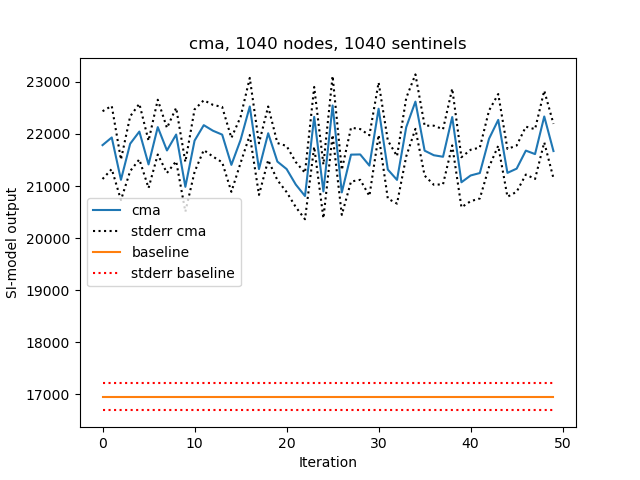 cma, 1040 nodes, 1040 sentinels
23000
22000
21000
20000
19000
18000
17000
SI-model output
cma
stderr cma
baseline
stderr baseline
0
10
20
30
40
50
Iteration